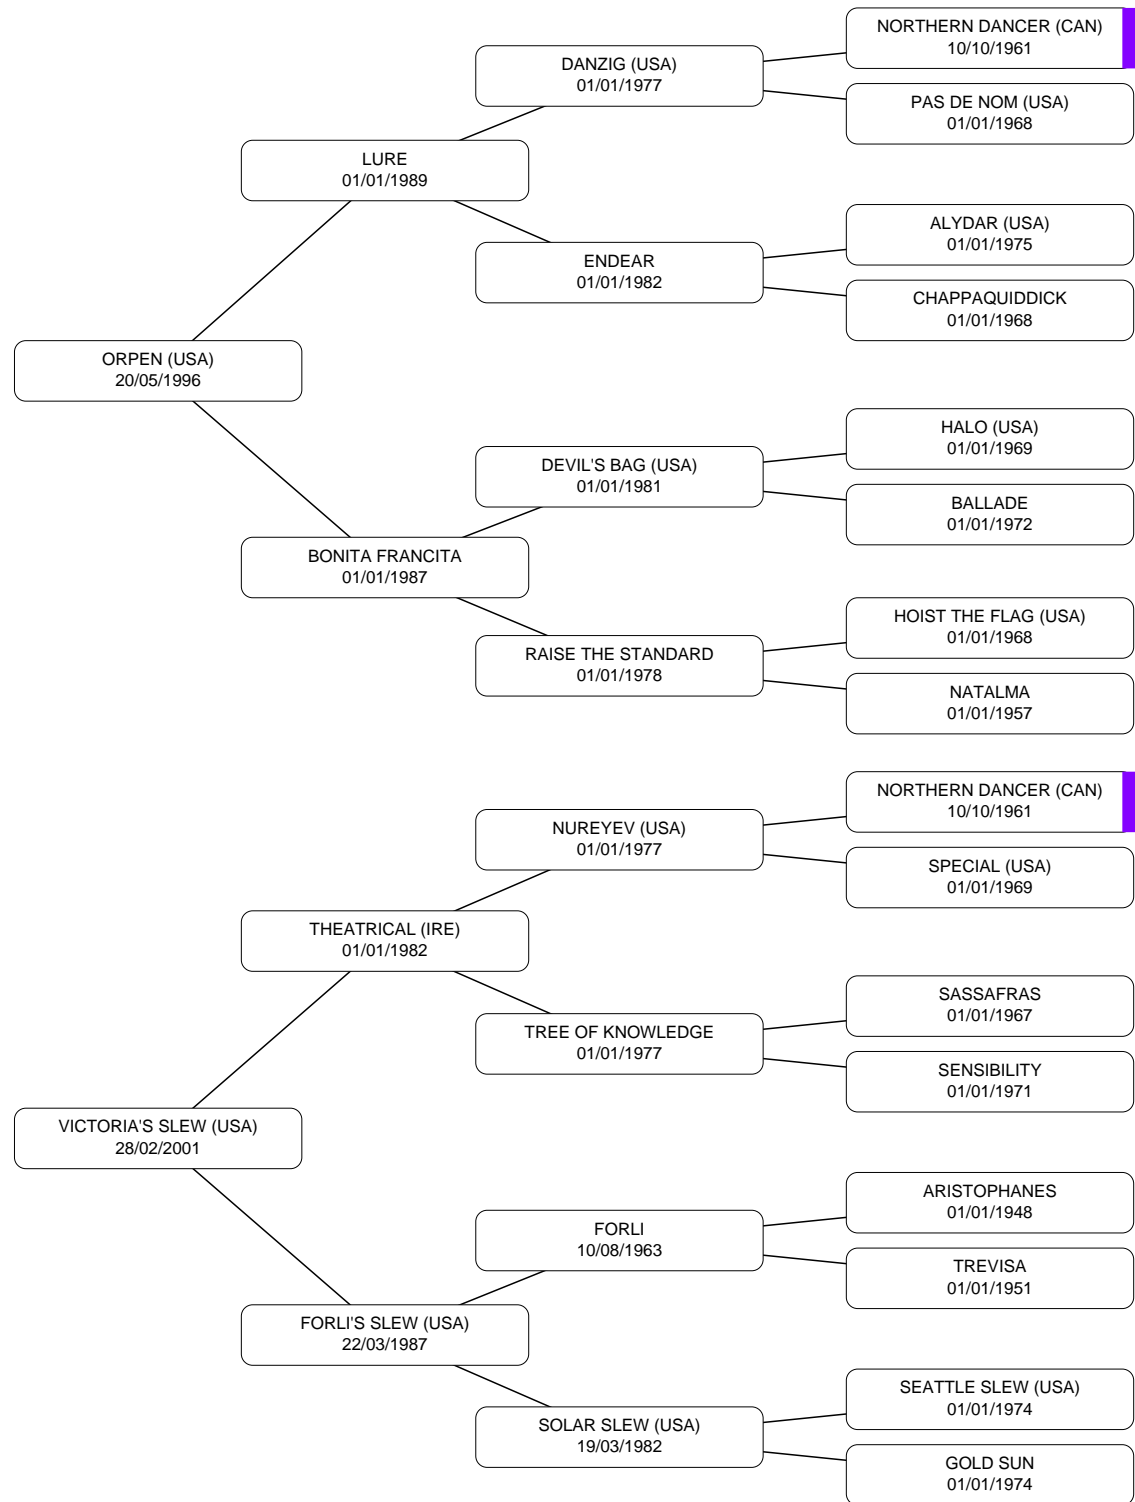 NORTHERN DANCER (CAN)
10/10/1961
DANZIG (USA)
01/01/1977
PAS DE NOM (USA)
01/01/1968
LURE
01/01/1989
ALYDAR (USA)
01/01/1975
ENDEAR
01/01/1982
CHAPPAQUIDDICK
01/01/1968
ORPEN (USA)
20/05/1996
HALO (USA)
01/01/1969
DEVIL'S BAG (USA)
01/01/1981
BALLADE
01/01/1972
BONITA FRANCITA
01/01/1987
HOIST THE FLAG (USA)
01/01/1968
RAISE THE STANDARD
01/01/1978
NATALMA
01/01/1957
NORTHERN DANCER (CAN)
10/10/1961
NUREYEV (USA)
01/01/1977
SPECIAL (USA)
01/01/1969
THEATRICAL (IRE)
01/01/1982
SASSAFRAS
01/01/1967
TREE OF KNOWLEDGE
01/01/1977
SENSIBILITY
01/01/1971
VICTORIA'S SLEW (USA)
28/02/2001
ARISTOPHANES
01/01/1948
FORLI
10/08/1963
TREVISA
01/01/1951
FORLI'S SLEW (USA)
22/03/1987
SEATTLE SLEW (USA)
01/01/1974
SOLAR SLEW (USA)
19/03/1982
GOLD SUN
01/01/1974